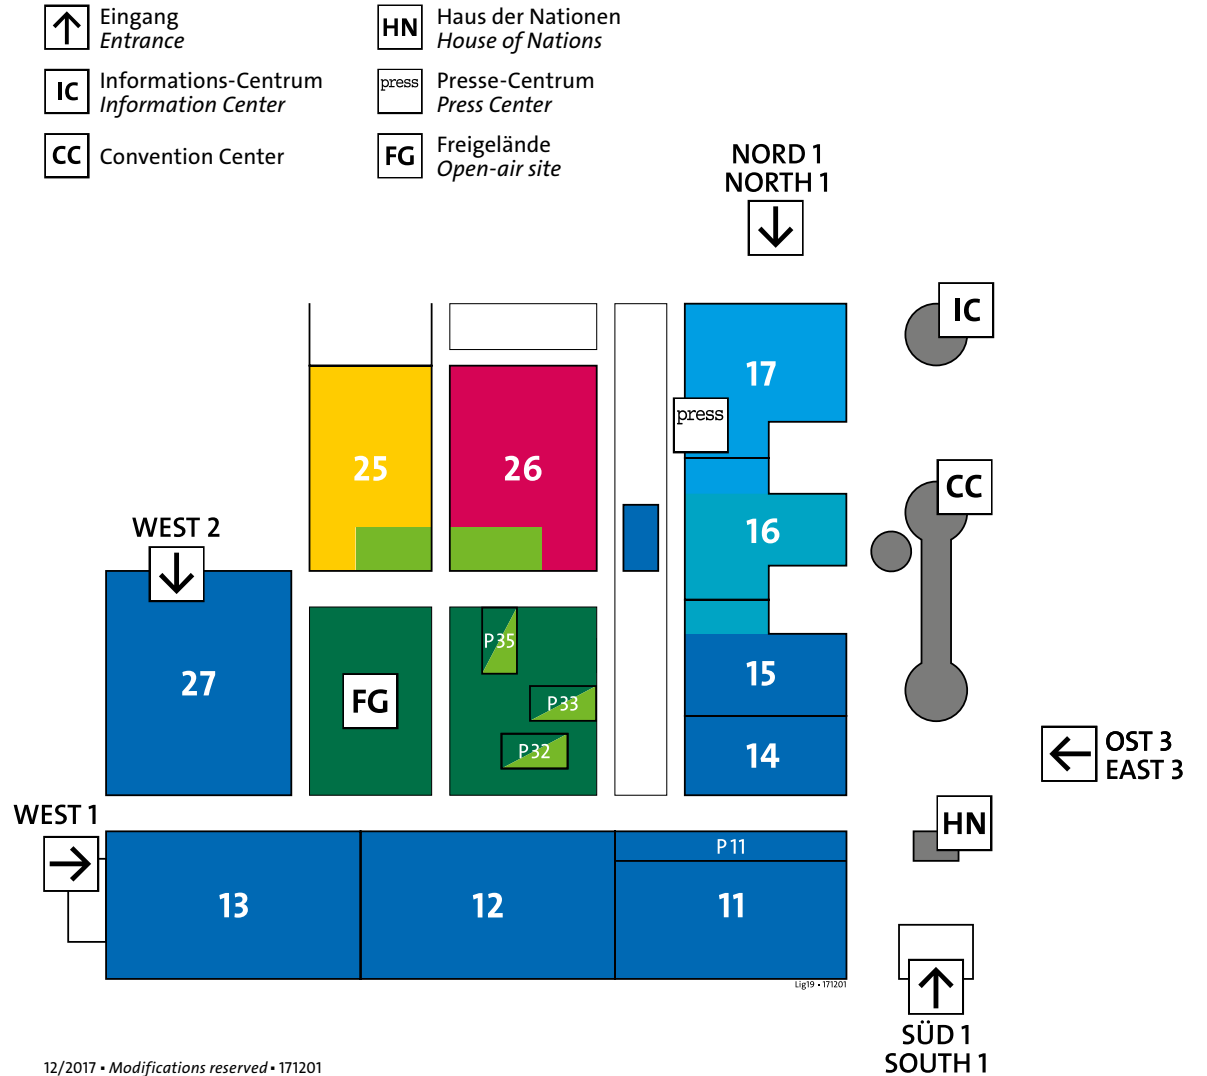 Eingang
Entrance
HN
Haus der Nationen
House of Nations
IC
Informations-Centrum
Information Center
press
Presse-Centrum
Press Center
CC
Convention Center
FG
Freigelände
Open-air site
NORD 1
NORTH 1
IC
17
press
25
26
CC
16
WEST 2
P35
15
27
FG
P33
P32
14
OST 3
EAST 3
WEST 1
HN
P 11
13
12
11
Lig19 • 171201
SÜD 1
SOUTH 1
12/2017 ▪ Modifications reserved ▪ 171201